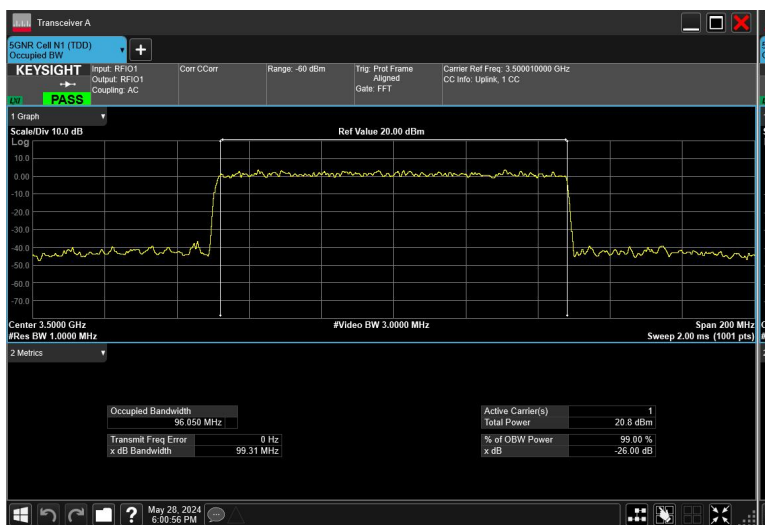 Transceiver A
5GNR Cell N1 (TDD)
Occupied BW
KEYSIGHT
LXI
PASS
Input: RFIO1
Output: RFIO1
Coupling: AC
Corr CCorr
Range: -60 dBm
Trig: Prot Frame
Aligned
Gate: FFT
Carrier Ref Freq: 3.500010000 GHz
CC Info: Uplink, 1 CC
1 Graph
Scale/Div 10.0 dB
Ref Value 20.00 dBm
Log
10.0
0.00
-10.0
-20.0
-30.0
-40.0
-50.0
-60.0
-70.0
Center 3.5000 GHz
#Video BW 3.0000 MHz
Span 200 MHz
#Res BW 1.0000 MHz
Sweep 2.00 ms (1001 pts)
2 Metrics
Occupied Bandwidth
96.050 MHz
Transmit Freq Error 0 Hz
x dB Bandwidth 99.31 MHz
Active Carrier(s) 1
Total Power 20.8 dBm
% of OBW Power 99.00 %
x dB -26.00 dB
?
May 28, 2024
6:00:56 PM